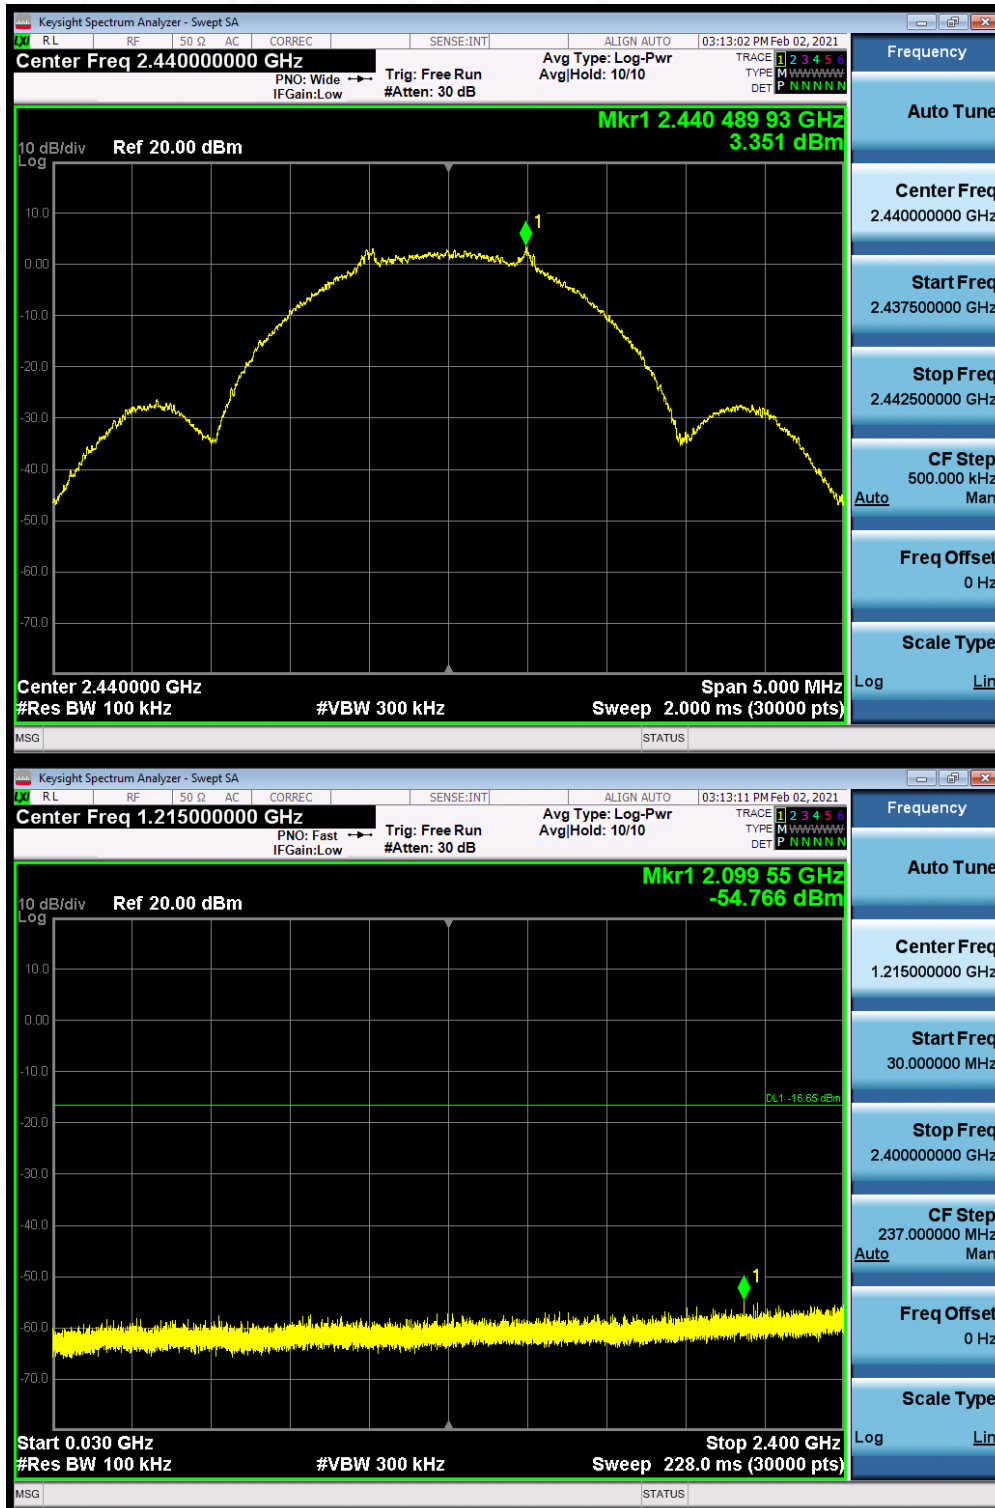 Keysight Spectrum Analyzer - Swept SA
LXI RL RF 50 Ω AC CORREC SENSE:INT ALIGN AUTO 03:13:02 PM Feb 02, 2021
Center Freq 2.440000000 GHz
PNO: Wide
IFGain:Low
Trig: Free Run
#Atten: 30 dB
Avg Type: Log-Pwr
Avg|Hold: 10/10
TRACE 1 2 3 4 5 6
TYPE M WWWWW
DET P N N N N N
Mkr1 2.440 489 93 GHz
3.351 dBm
10 dB/div
Log
Ref 20.00 dBm
1
10.0
0.00
-10.0
-20.0
-30.0
-40.0
-50.0
-60.0
-70.0
Center 2.440000 GHz
Span 5.000 MHz
#Res BW 100 kHz
#VBW 300 kHz
Sweep 2.000 ms (30000 pts)
MSG
STATUS
Frequency
Auto Tune
Center Freq
2.440000000 GHz
Start Freq
2.437500000 GHz
Stop Freq
2.442500000 GHz
CF Step
500.000 kHz
Auto Man
Freq Offset
0 Hz
Scale Type
Log Lin
Keysight Spectrum Analyzer - Swept SA
LXI RL RF 50 Ω AC CORREC SENSE:INT ALIGN AUTO 03:13:11 PM Feb 02, 2021
Center Freq 1.215000000 GHz
PNO: Fast
IFGain:Low
Trig: Free Run
#Atten: 30 dB
Avg Type: Log-Pwr
Avg|Hold: 10/10
TRACE 1 2 3 4 5 6
TYPE M WWWWW
DET P N N N N N
Mkr1 2.099 55 GHz
-54.766 dBm
10 dB/div
Log
Ref 20.00 dBm
10.0
0.00
-10.0
DL1 -16.65 dBm
-20.0
-30.0
-40.0
-50.0
1
-60.0
-70.0
Start 0.030 GHz
Stop 2.400 GHz
#Res BW 100 kHz
#VBW 300 kHz
Sweep 228.0 ms (30000 pts)
MSG
STATUS
Frequency
Auto Tune
Center Freq
1.215000000 GHz
Start Freq
30.000000 MHz
Stop Freq
2.400000000 GHz
CF Step
237.000000 MHz
Auto Man
Freq Offset
0 Hz
Scale Type
Log Lin